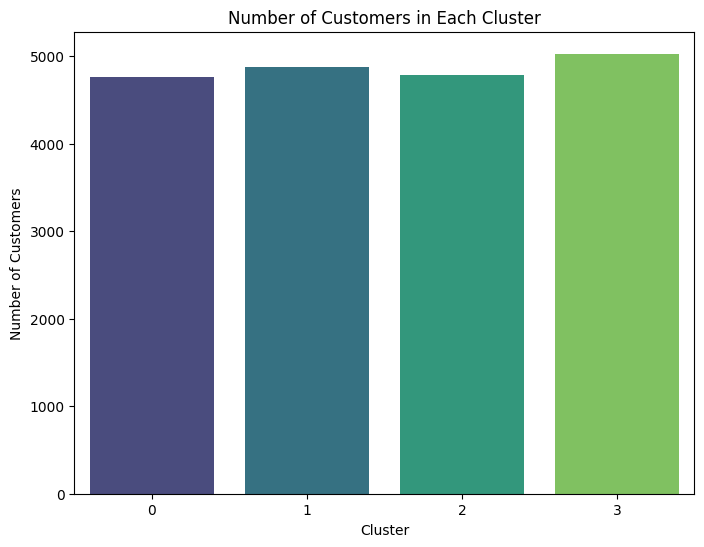 Number of Customers in Each Cluster
Number of Customers
5000
4000
3000
2000
1000
0
0 1 2 3
Cluster